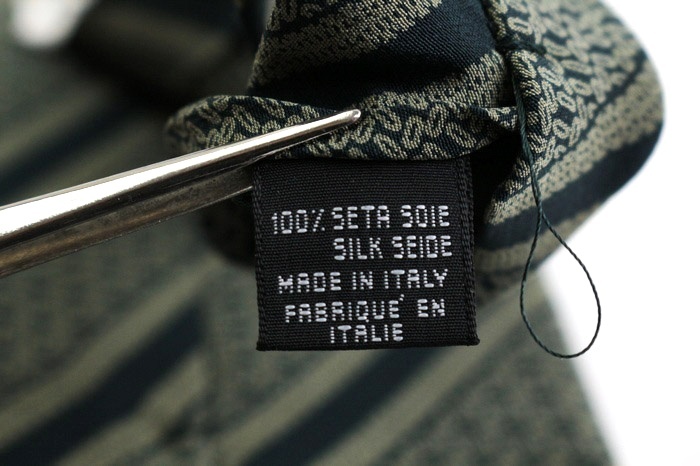 100% SETA SOIE
SILK SEIDE
MADE IN ITALY
FABRIQUE' EN
ITALIE